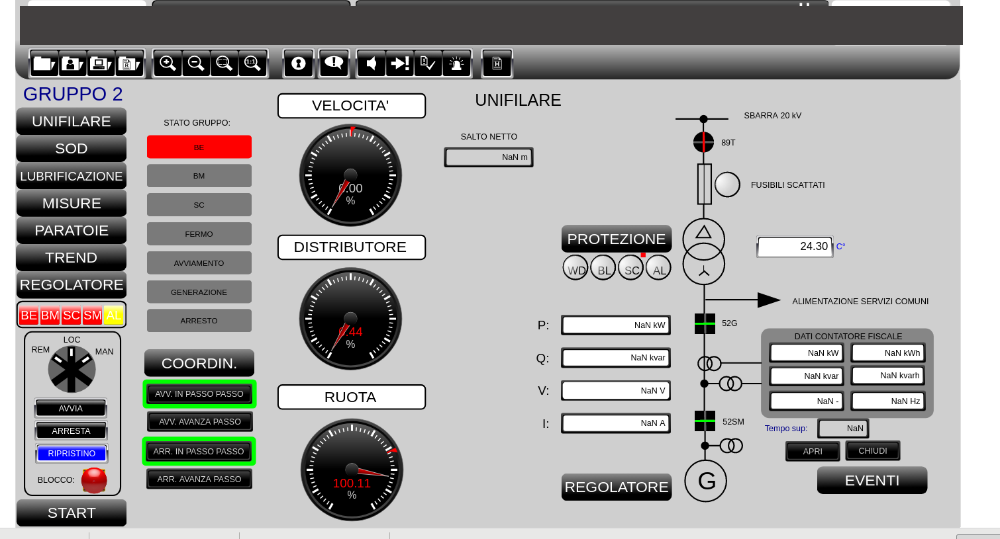 R
1:1
H
GRUPPO 2
UNIFILARE
SOD
LUBRIFICAZIONE
MISURE
PARATOIE
TREND
REGOLATORE
BE BM SC SM AL
LOC
REM
MAN
AVVIA
ARRESTA
RIPRISTINO
BLOCCO:
START
STATO GRUPPO:
BE
BM
SC
FERMO
AVVIAMENTO
GENERAZIONE
ARRESTO
COORDIN.
AVV. IN PASSO PASSO
AVV. AVANZA PASSO
ARR. IN PASSO PASSO
ARR. AVANZA PASSO
VELOCITA'
0.00
%
DISTRIBUTORE
%
RUOTA
100.11
%
UNIFILARE
SALTO NETTO
NaN m
SBARRA 20 kV
89T
FUSIBILI SCATTATI
PROTEZIONE
WD BL SC AL
24.30 C°
ALIMENTAZIONE SERVIZI COMUNI
P: NaN kW
Q: NaN kvar
V: NaN V
I: NaN A
52G
DATI CONTATORE FISCALE
NaN kW NaN kWh
NaN kvar NaN kvarh
NaN - NaN Hz
52SM
Tempo sup: NaN
APRI CHIUDI
REGOLATORE
G
EVENTI